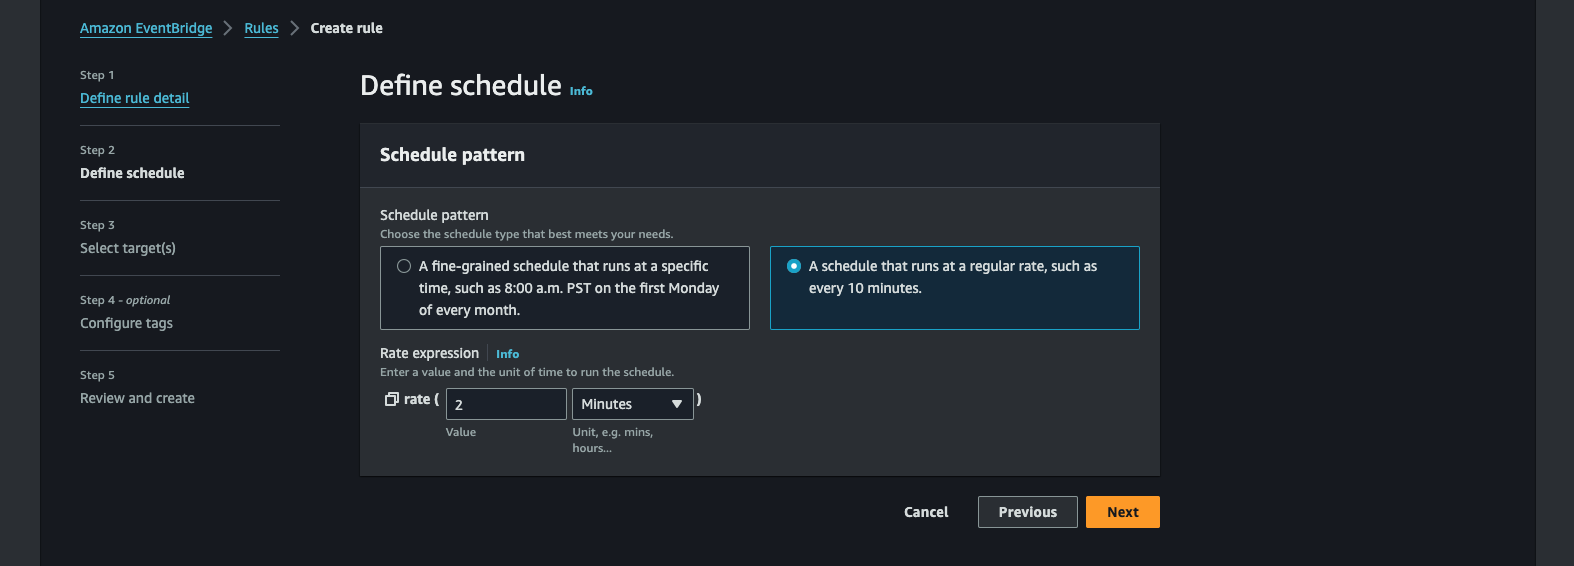 Amazon EventBridge > Rules > Create rule
Step 1
Define rule detail
Step 2
Define schedule
Step 3
Select target(s)
Step 4 - optional
Configure tags
Step 5
Review and create
Define schedule Info
Schedule pattern
Schedule pattern
Choose the schedule type that best meets your needs.
A fine-grained schedule that runs at a specific
time, such as 8:00 a.m. PST on the first Monday
of every month.
A schedule that runs at a regular rate, such as
every 10 minutes.
Rate expression Info
Enter a value and the unit of time to run the schedule.
rate ( 2 Minutes )
Value
Unit, e.g. mins,
hours...
Cancel Previous Next